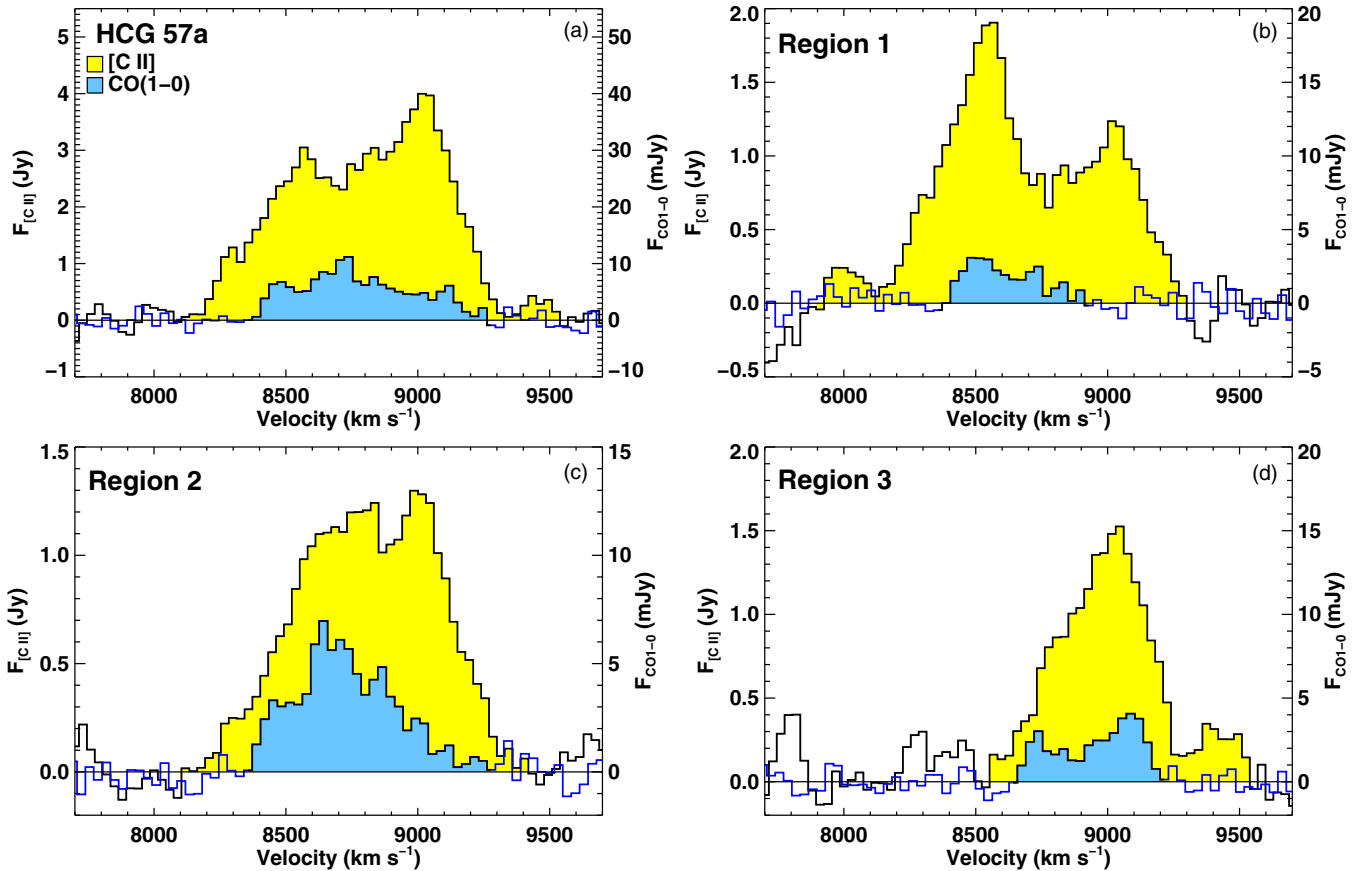 HCG 57a
(a)
[C II]
CO(1−0)
5
4
3
2
1
0
−1
50
40
30
20
10
0
−10
F[C II] (Jy)
FCO1−0 (mJy)
8000 8500 9000 9500
Velocity (km s−1)
Region 1
(b)
2.0
1.5
1.0
0.5
0.0
−0.5
20
15
10
5
0
−5
F[C II] (Jy)
FCO1−0 (mJy)
8000 8500 9000 9500
Velocity (km s−1)
Region 2
(c)
1.5
1.0
0.5
0.0
15
10
5
0
F[C II] (Jy)
FCO1−0 (mJy)
8000 8500 9000 9500
Velocity (km s−1)
Region 3
(d)
2.0
1.5
1.0
0.5
0.0
20
15
10
5
0
F[C II] (Jy)
FCO1−0 (mJy)
8000 8500 9000 9500
Velocity (km s−1)